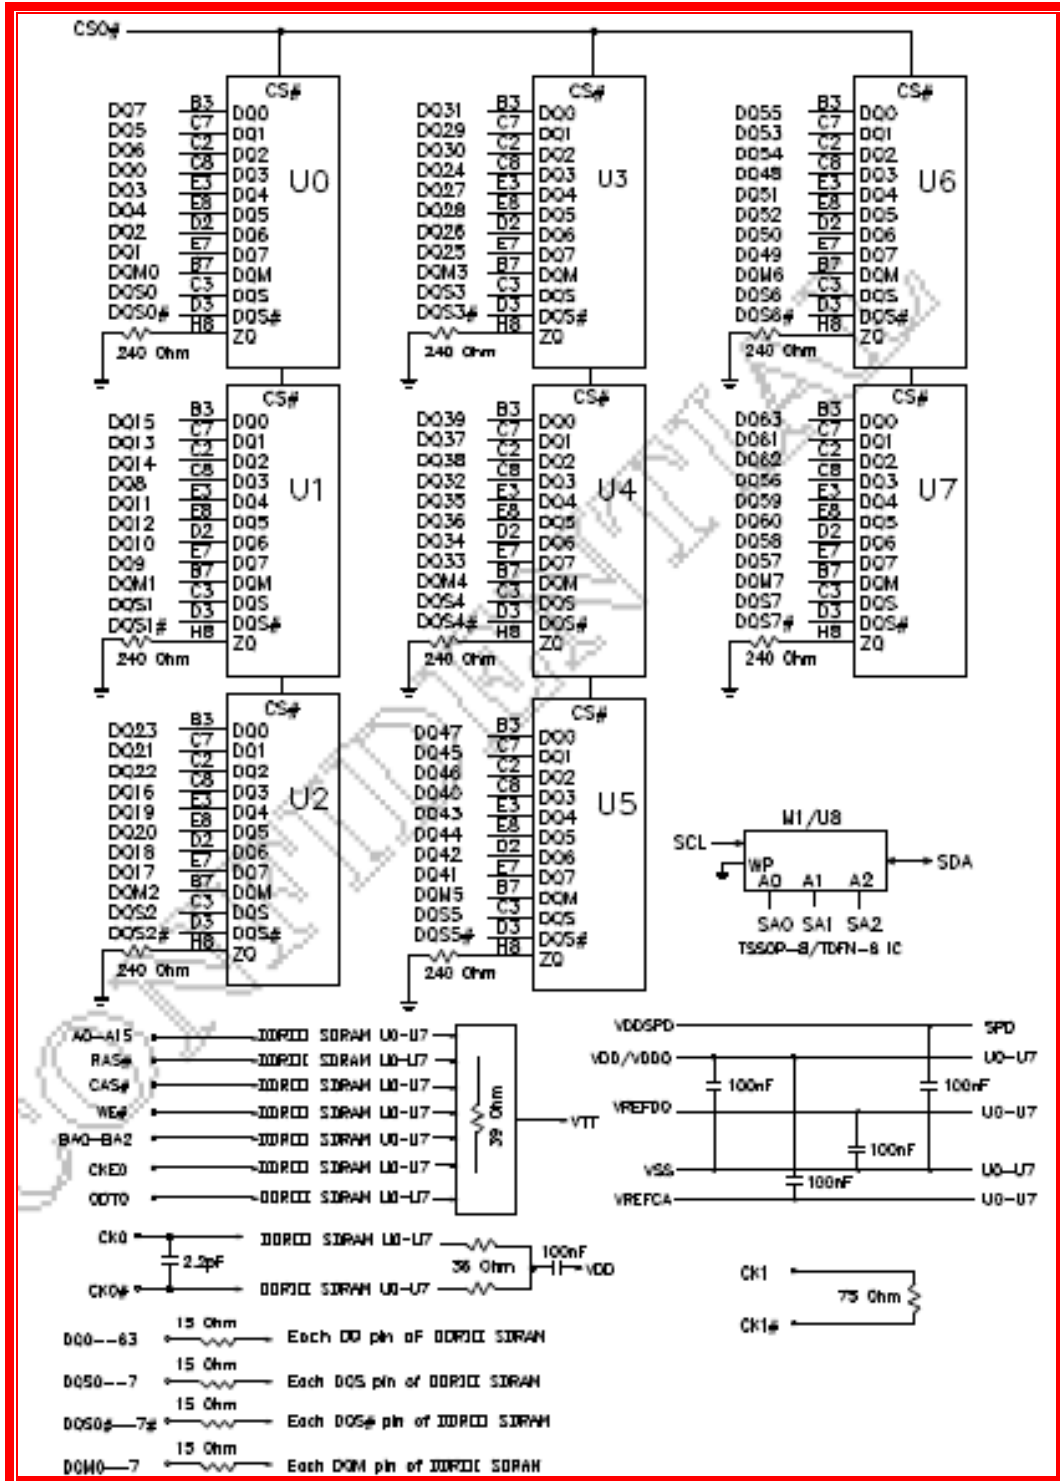 CS0#
CS#
DQ7 B3 DQ0
DQ5 C7 DQ1
DQ6 C2 DQ2
DQ0 C8 DQ3
DQ3 E3 DQ4
DQ4 E8 DQ5
DQ2 D2 DQ6
DQ1 E7 DQ7
DQM0 B7 DQM
DQS0 C3 DQS
DQS0# D3 DQS#
H8 ZQ
240 Ohm
U0
CS#
DQ31 B3 DQ0
DQ29 C7 DQ1
DQ30 C2 DQ2
DQ24 C8 DQ3
DQ27 E3 DQ4
DQ28 E8 DQ5
DQ26 D2 DQ6
DQ25 E7 DQ7
DQM3 B7 DQM
DQS3 C3 DQS
DQS3# D3 DQS#
H8 ZQ
240 Ohm
U3
CS#
DQ55 B3 DQ0
DQ53 C7 DQ1
DQ54 C2 DQ2
DQ48 C8 DQ3
DQ51 E3 DQ4
DQ52 E8 DQ5
DQ50 D2 DQ6
DQ49 E7 DQ7
DQM6 B7 DQM
DQS6 C3 DQS
DQS6# D3 DQS#
H8 ZQ
240 Ohm
U6
CS#
DQ15 B3 DQ0
DQ13 C7 DQ1
DQ14 C2 DQ2
DQ8 C8 DQ3
DQ11 E3 DQ4
DQ12 E8 DQ5
DQ10 D2 DQ6
DQ9 E7 DQ7
DQM1 B7 DQM
DQS1 C3 DQS
DQS1# D3 DQS#
H8 ZQ
240 Ohm
U1
CS#
DQ39 B3 DQ0
DQ37 C7 DQ1
DQ38 C2 DQ2
DQ32 C8 DQ3
DQ35 E3 DQ4
DQ36 E8 DQ5
DQ34 D2 DQ6
DQ33 E7 DQ7
DQM4 B7 DQM
DQS4 C3 DQS
DQS4# D3 DQS#
H8 ZQ
240 Ohm
U4
CS#
DQ63 B3 DQ0
DQ61 C7 DQ1
DQ62 C2 DQ2
DQ56 C8 DQ3
DQ59 E3 DQ4
DQ60 E8 DQ5
DQ58 D2 DQ6
DQ57 E7 DQ7
DQM7 B7 DQM
DQS7 C3 DQS
DQS7# D3 DQS#
H8 ZQ
240 Ohm
U7
CS#
DQ23 B3 DQ0
DQ21 C7 DQ1
DQ22 C2 DQ2
DQ16 C8 DQ3
DQ19 E3 DQ4
DQ20 E8 DQ5
DQ18 D2 DQ6
DQ17 E7 DQ7
DQM2 B7 DQM
DQS2 C3 DQS
DQS2# D3 DQS#
H8 ZQ
240 Ohm
U2
CS#
DQ47 B3 DQ0
DQ45 C7 DQ1
DQ46 C2 DQ2
DQ40 C8 DQ3
DQ43 E3 DQ4
DQ44 E8 DQ5
DQ42 D2 DQ6
DQ41 E7 DQ7
DQM5 B7 DQM
DQS5 C3 DQS
DQS5# D3 DQS#
H8 ZQ
240 Ohm
U5
M1/U8
SCL
WP
SDA
A0 A1 A2
SA0 SA1 SA2
TSSOP-8/TDFN-8 IC
CONFIDENTIAL
A0-A15 DDRIII SDRAM U0-U7
RAS# DDRIII SDRAM U0-U7
CAS# DDRIII SDRAM U0-U7
WE# DDRIII SDRAM U0-U7
BA0-BA2 DDRIII SDRAM U0-U7
CKE0 DDRIII SDRAM U0-U7
ODT0 DDRIII SDRAM U0-U7
39 Ohm
VTT
VDDSPD SPD
VDD/VDDQ U0-U7
100nF 100nF
VREFDQ U0-U7
100nF
VSS U0-U7
100nF
VREFCA U0-U7
CK0 DDRIII SDRAM U0-U7
2.2pF
36 Ohm
100nF
VDD
CK0# DDRIII SDRAM U0-U7
CK1
75 Ohm
CK1#
15 Ohm
DQ0--63 Each DQ pin of DDRIII SDRAM
15 Ohm
DQS0--7 Each DQS pin of DDRIII SDRAM
15 Ohm
DQS0#--7# Each DQS# pin of DDRIII SDRAM
15 Ohm
DQM0--7 Each DQM pin of DDRIII SDRAM